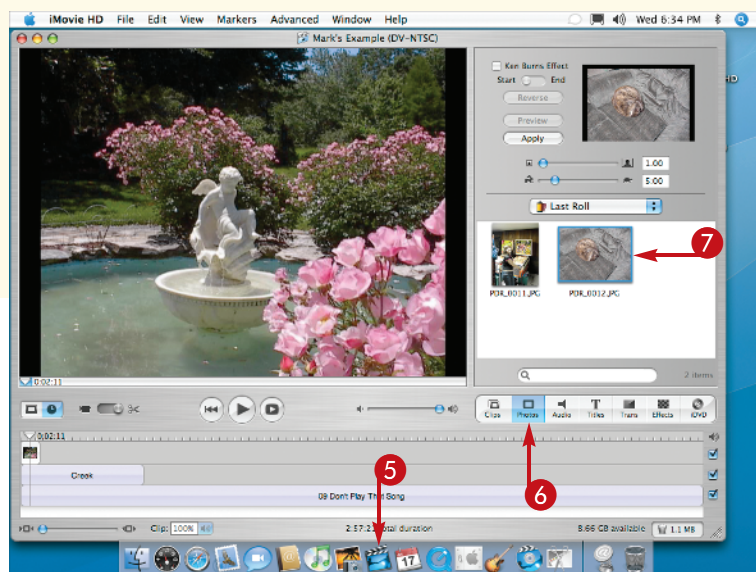 iMovie HD File Edit View Markers Advanced Window Help
Wed 6:34 PM
Mark's Example (DV-NTSC)
HD
Ken Burns Effect
Start End
Reverse
Preview
Apply
1.00
5.00
Last Roll
7
PDR_0011.JPG PDR_0012.JPG
2 items
0:02:11
Clips Photos Audio Titles Trans Effects iDVD
0;02:11
Creek
5
6
09 Don't Play That Song
Clip: 100% 2:57:21 total duration 8.66 GB available 1.1 MB
17